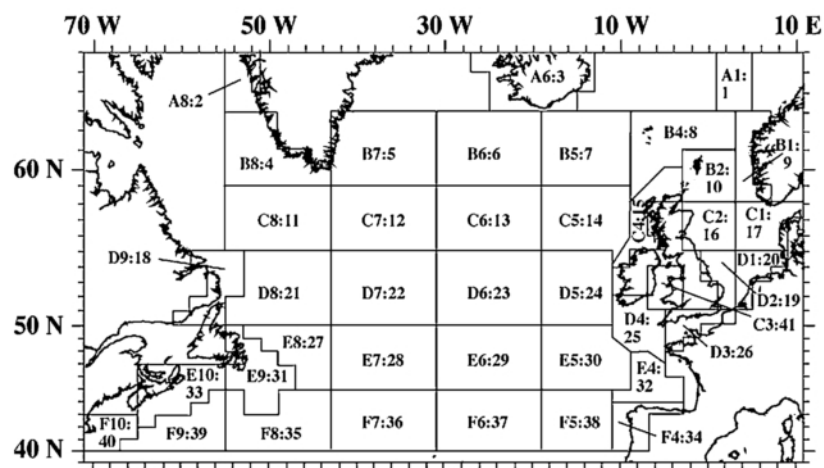 70 W 50 W 30 W 10 W 10 E
A1:
1
A6:3
A8:2
B4:8
B1:
9
B8:4
B7:5
B6:6
B5:7
60 N
B2:
10
C8:11
C7:12
C6:13
C5:14
C4:15
C2:
16
C1:
17
D9:18
D1:20
D8:21
D7:22
D6:23
D5:24
D2:19
50 N
D4:
25
C3:41
E8:27
D3:26
E7:28
E6:29
E5:30
E10:
33
E9:31
E4:
32
F10:
40
F9:39
F8:35
F7:36
F6:37
F5:38
F4:34
40 N